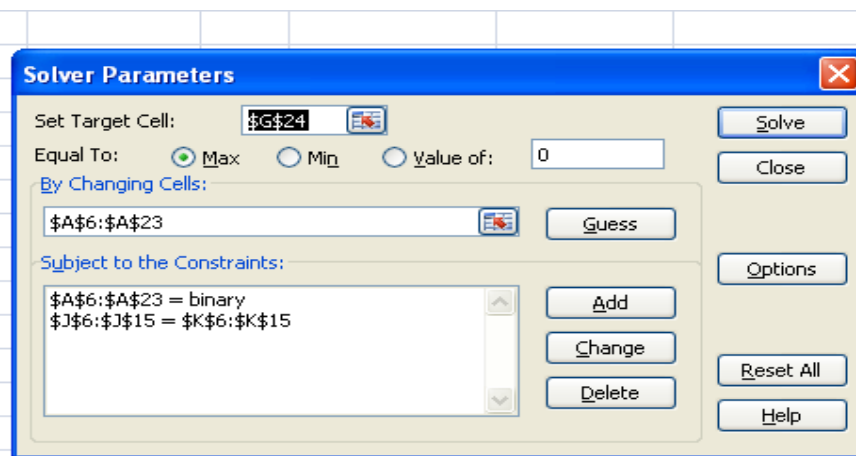 Solver Parameters
Set Target Cell: $G$24 Solve
Equal To: Max Min Value of: 0 Close
By Changing Cells:
$A$6:$A$23 Guess
Subject to the Constraints: Options
$A$6:$A$23 = binary Add
$J$6:$J$15 = $K$6:$K$15
Change
Reset All
Delete
Help